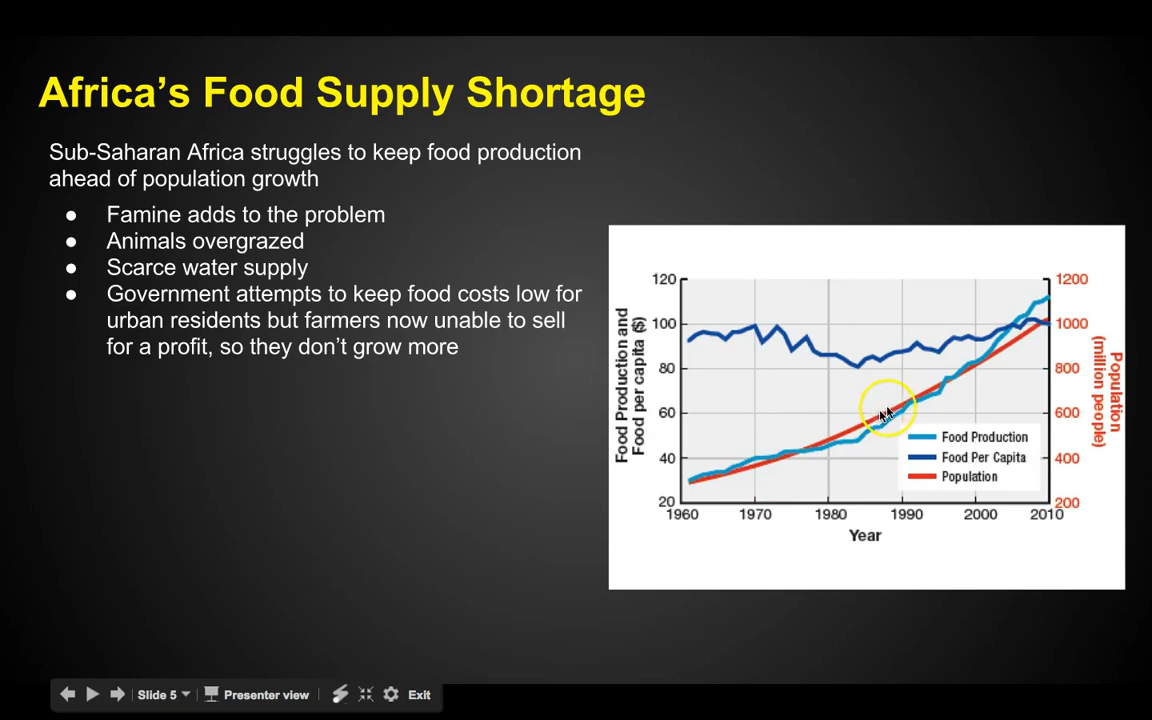 Africa’s Food Supply Shortage
Sub-Saharan Africa struggles to keep food production
ahead of population growth
● Famine adds to the problem
● Animals overgrazed
● Scarce water supply
● Government attempts to keep food costs low for
urban residents but farmers now unable to sell
for a profit, so they don’t grow more
Food Production and
Food per capita ($)
120
100
80
60
40
20
1200
1000
800
600
400
200
Population
(million people)
Food Production
Food Per Capita
Population
1960 1970 1980 1990 2000 2010
Year
Slide 5 Presenter view Exit